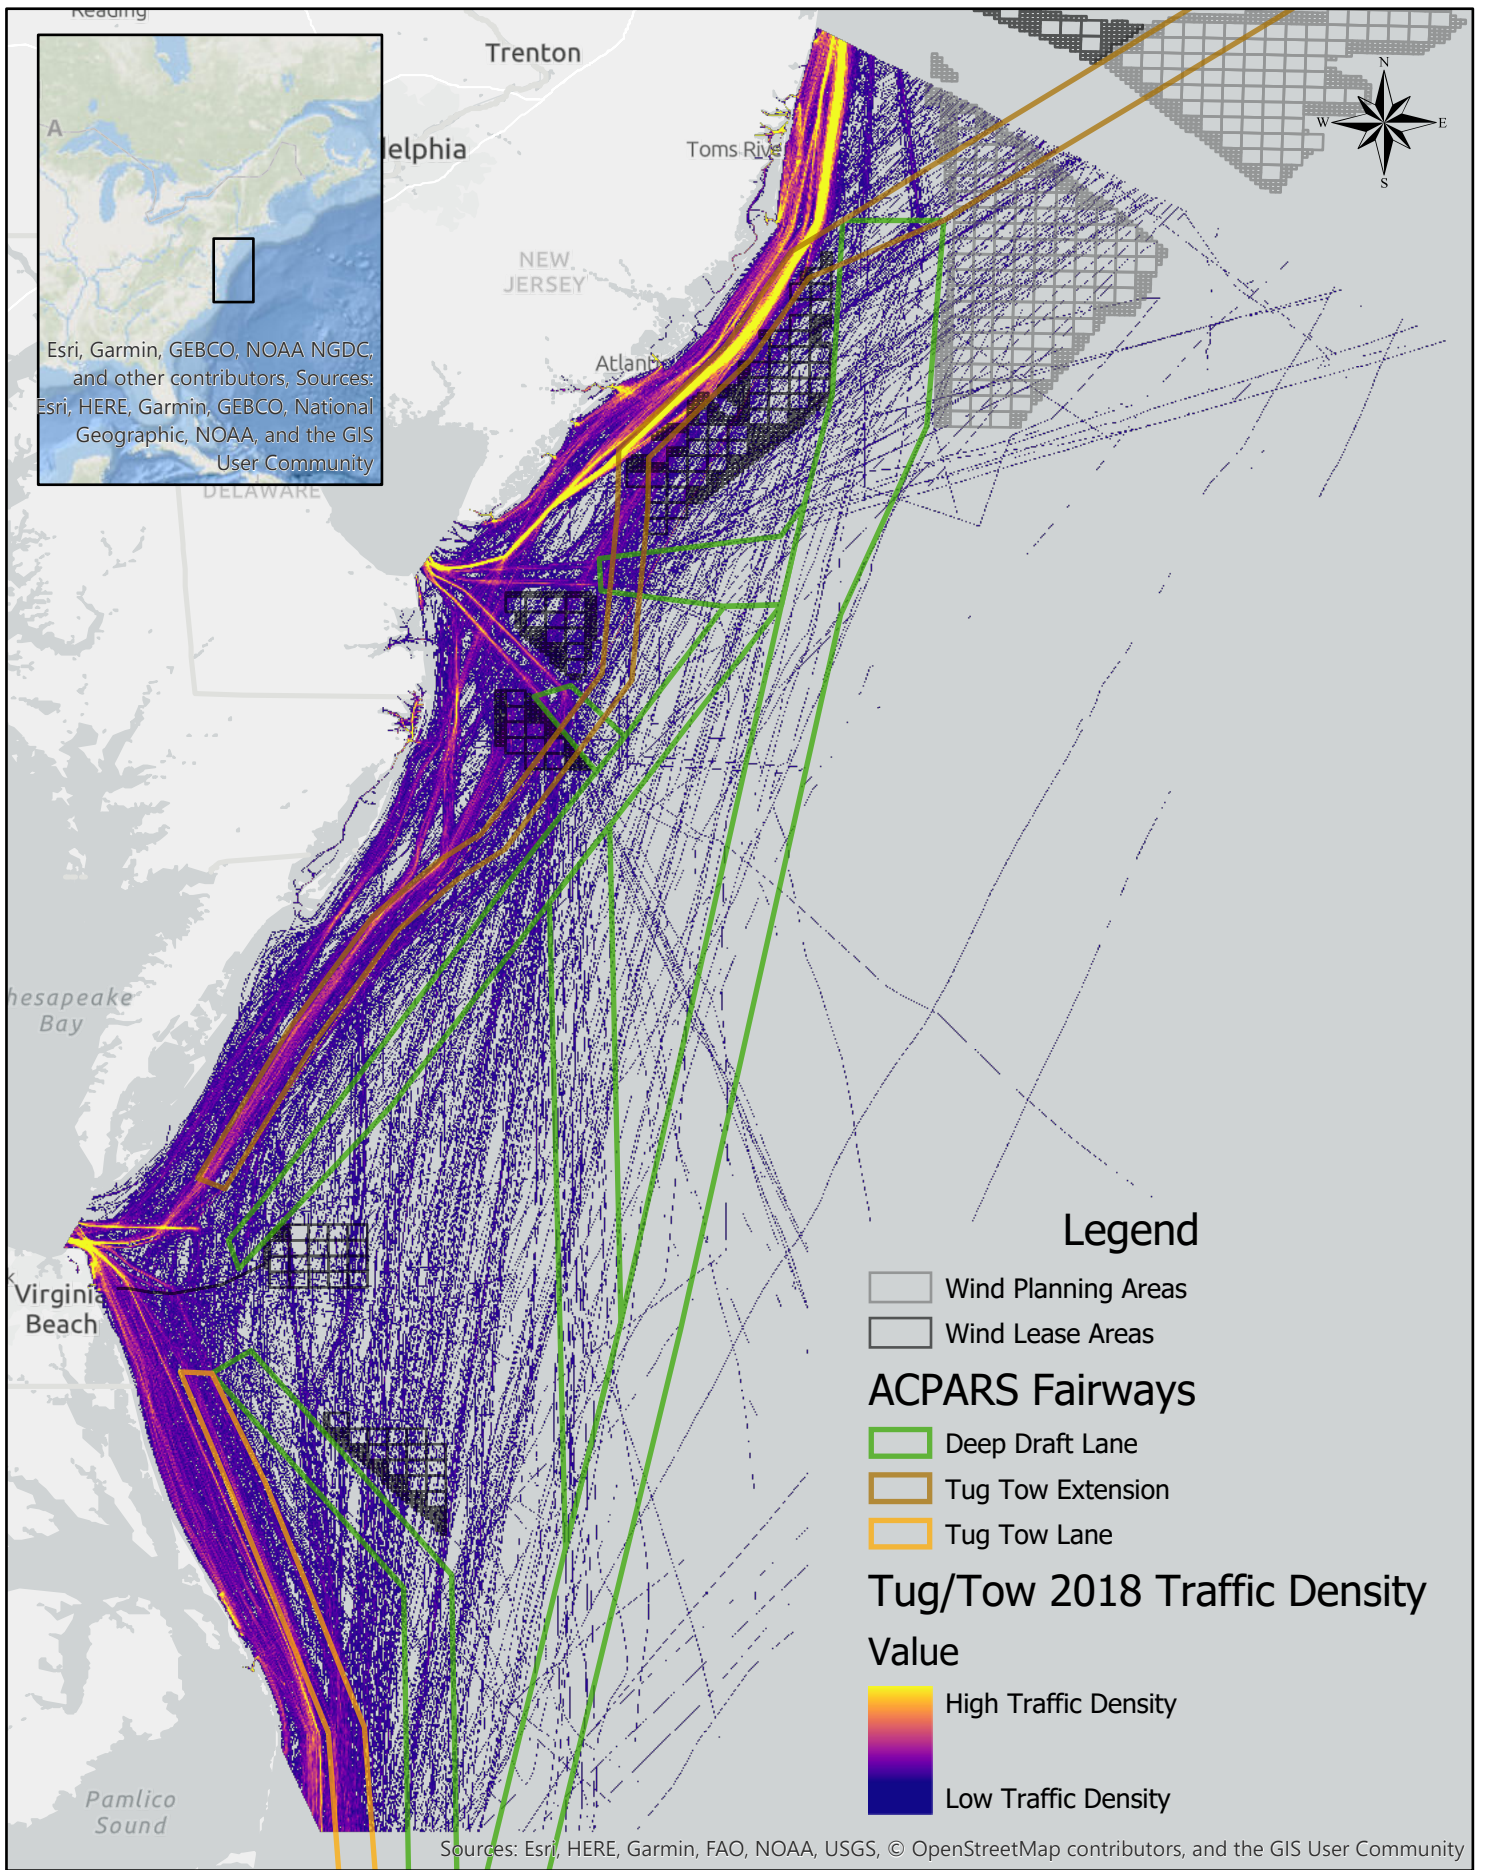 Reading
Trenton
A
lelphia
Toms Rive
N
W
E
S
NEW
JERSEY
Esri, Garmin, GEBCO, NOAA NGDC,
and other contributors, Sources:
Esri, HERE, Garmin, GEBCO, National
Geographic, NOAA, and the GIS
User Community
Atlant
DELAWARE
hesapeake
Bay
Virginia
Beach
Pamlico
Sound
Legend
Wind Planning Areas
Wind Lease Areas
ACPARS Fairways
Deep Draft Lane
Tug Tow Extension
Tug Tow Lane
Tug/Tow 2018 Traffic Density
Value
High Traffic Density
Low Traffic Density
Sources: Esri, HERE, Garmin, FAO, NOAA, USGS, © OpenStreetMap contributors, and the GIS User Community